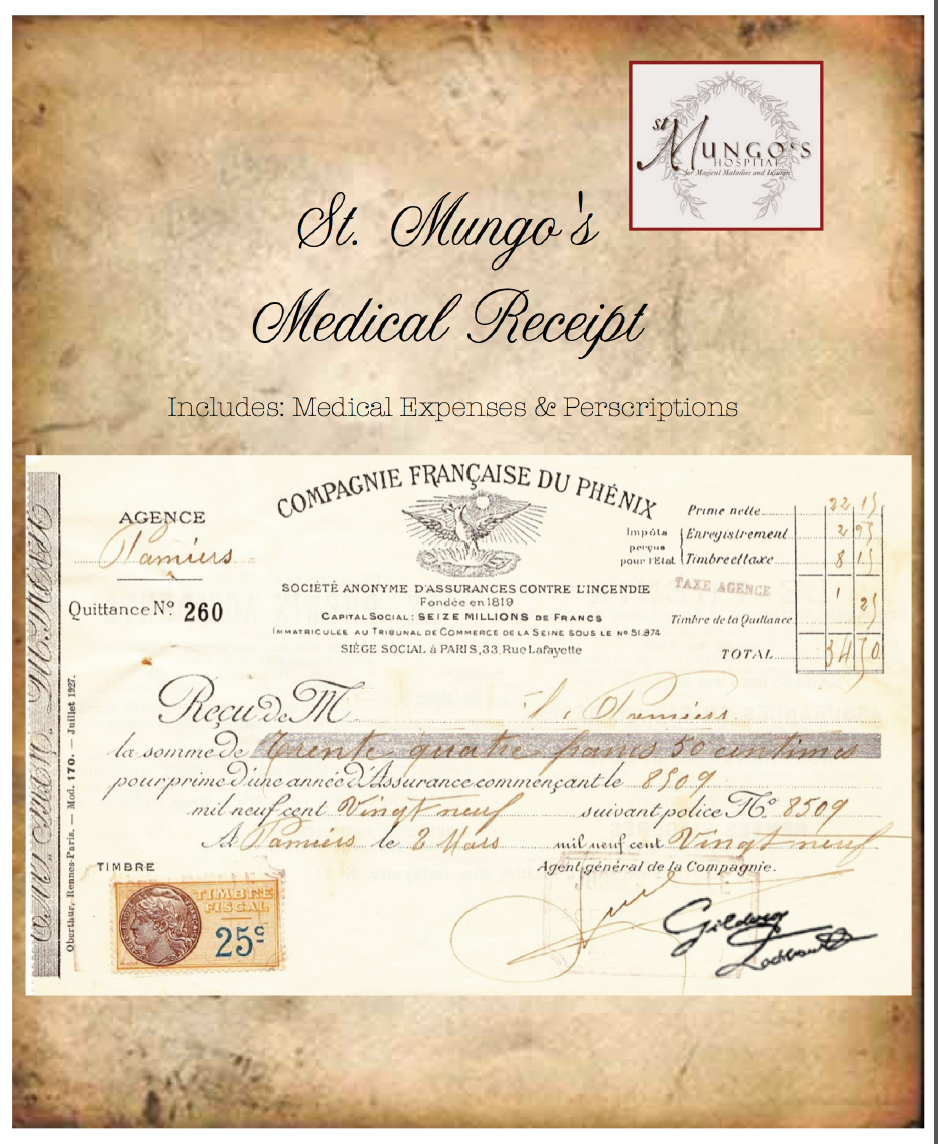 st Mungo's
HOSPITAL
for Magical Maladies and Injuries
St. Mungo's
Medical Receipt
Includes: Medical Expenses & Perscriptions
COMPAGNIE FRANÇAISE DU PHÉNIX
AGENCE
Pamiers
Quittance Nº 260
SOCIÉTÉ ANONYME D'ASSURANCES CONTRE L'INCENDIE
Fondée en 1819
CAPITAL SOCIAL: SEIZE MILLIONS DE FRANCS
IMMATRICULÉE AU TRIBUNAL DE COMMERCE DE LA SEINE SOUS LE Nº 51.974
SIÈGE SOCIAL à PARIS, 33, Rue Lafayette
Prime nette 22 15
Impôts perçus pour l'État
Enregistrement 2 95
Timbre et taxe 8 15
TAXE AGENCE
1 25
Timbre de la Quittance
TOTAL 34 50
Oberthur, Rennes-Paris. — Mod. 170. — Juillet 1927.
Reçu de M Pamiers
la somme de Trente quatre francs 50 centimes
pour prime d'une année d'Assurance commençant le 8509
mil neuf cent Vingt neuf suivant police Nº 8509
A Pamiers le 8 Mars mil neuf cent Vingt neuf
TIMBRE
Agent général de la Compagnie.
TIMBRE
FISCAL
25c
Gilderoy
Lockhart